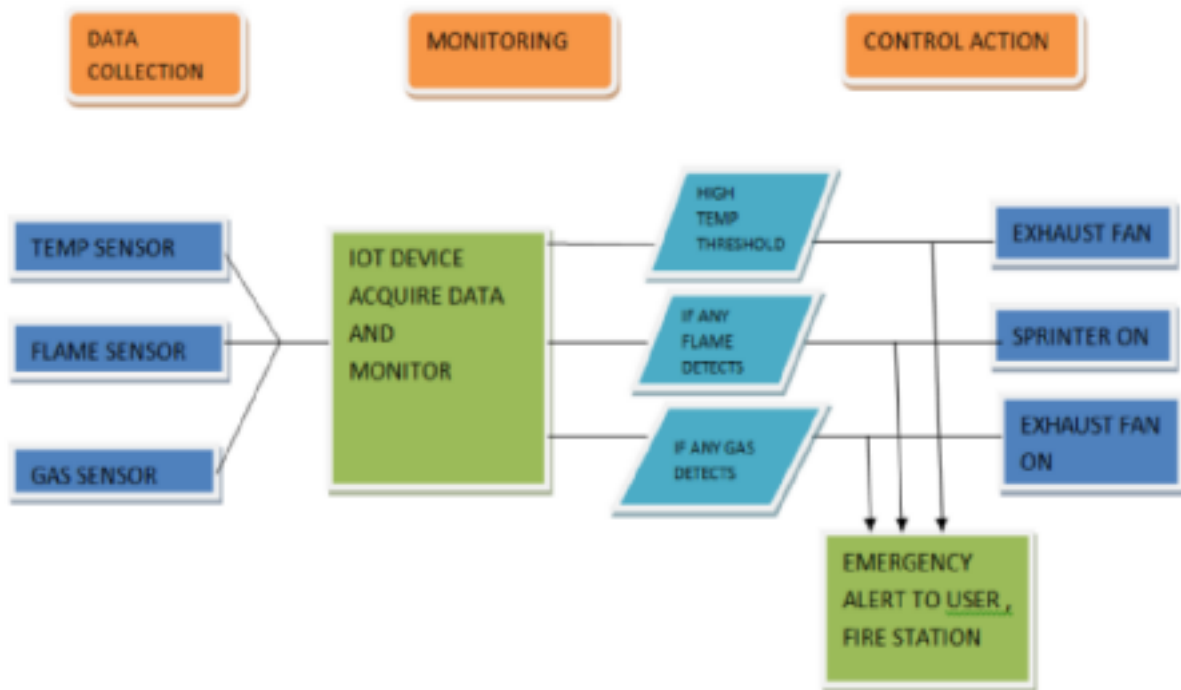 DATA
COLLECTION
MONITORING
CONTROL ACTION
TEMP SENSOR
FLAME SENSOR
GAS SENSOR
IOT DEVICE
ACQUIRE DATA
AND
MONITOR
HIGH
TEMP
THRESHOLD
IF ANY
FLAME
DETECTS
IF ANY GAS
DETECTS
EXHAUST FAN
SPRINTER ON
EXHAUST FAN
ON
EMERGENCY
ALERT TO USER ,
FIRE STATION